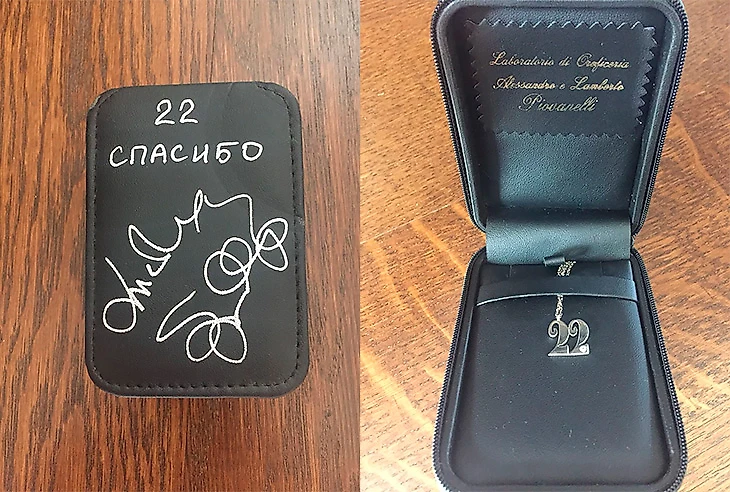 22
СПАСИБО
Laboratorio di Oreficeria
Alessandro e Lamberto
Piovanelli
22